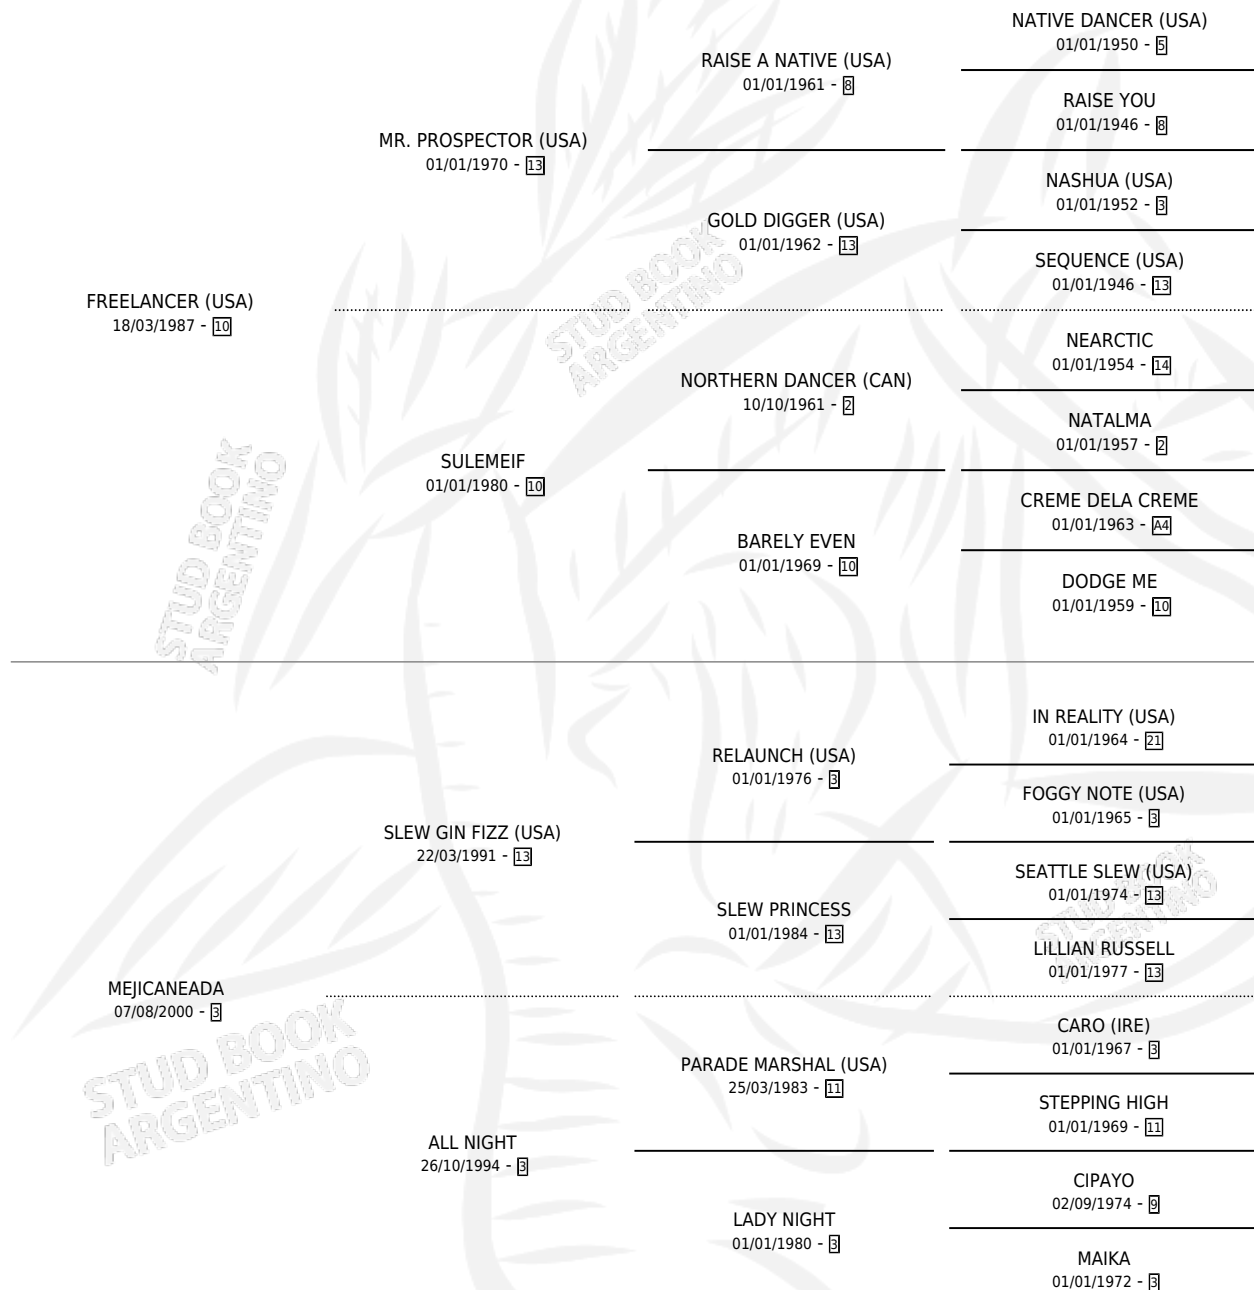 NATIVE DANCER (USA)
01/01/1950 - 5
RAISE A NATIVE (USA)
01/01/1961 - 8
RAISE YOU
01/01/1946 - 8
MR. PROSPECTOR (USA)
01/01/1970 - 13
NASHUA (USA)
01/01/1952 - 3
GOLD DIGGER (USA)
01/01/1962 - 13
SEQUENCE (USA)
01/01/1946 - 13
FREELANCER (USA)
18/03/1987 - 10
NEARCTIC
01/01/1954 - 14
NORTHERN DANCER (CAN)
10/10/1961 - 2
NATALMA
01/01/1957 - 2
SULEMEIF
01/01/1980 - 10
CREME DELA CREME
01/01/1963 - A4
BARELY EVEN
01/01/1969 - 10
DODGE ME
01/01/1959 - 10
IN REALITY (USA)
01/01/1964 - 21
RELAUNCH (USA)
01/01/1976 - 3
FOGGY NOTE (USA)
01/01/1965 - 3
SLEW GIN FIZZ (USA)
22/03/1991 - 13
SEATTLE SLEW (USA)
01/01/1974 - 13
SLEW PRINCESS
01/01/1984 - 13
LILLIAN RUSSELL
01/01/1977 - 13
MEJICANEADA
07/08/2000 - 3
CARO (IRE)
01/01/1967 - 3
PARADE MARSHAL (USA)
25/03/1983 - 11
STEPPING HIGH
01/01/1969 - 11
ALL NIGHT
26/10/1994 - 3
CIPAYO
02/09/1974 - 9
LADY NIGHT
01/01/1980 - 3
MAIKA
01/01/1972 - 3
STUD BOOK
ARGENTINO
STUD BOOK
ARGENTINO
STUD BOOK
ARGENTINO
STUD BOOK
ARGENTINO